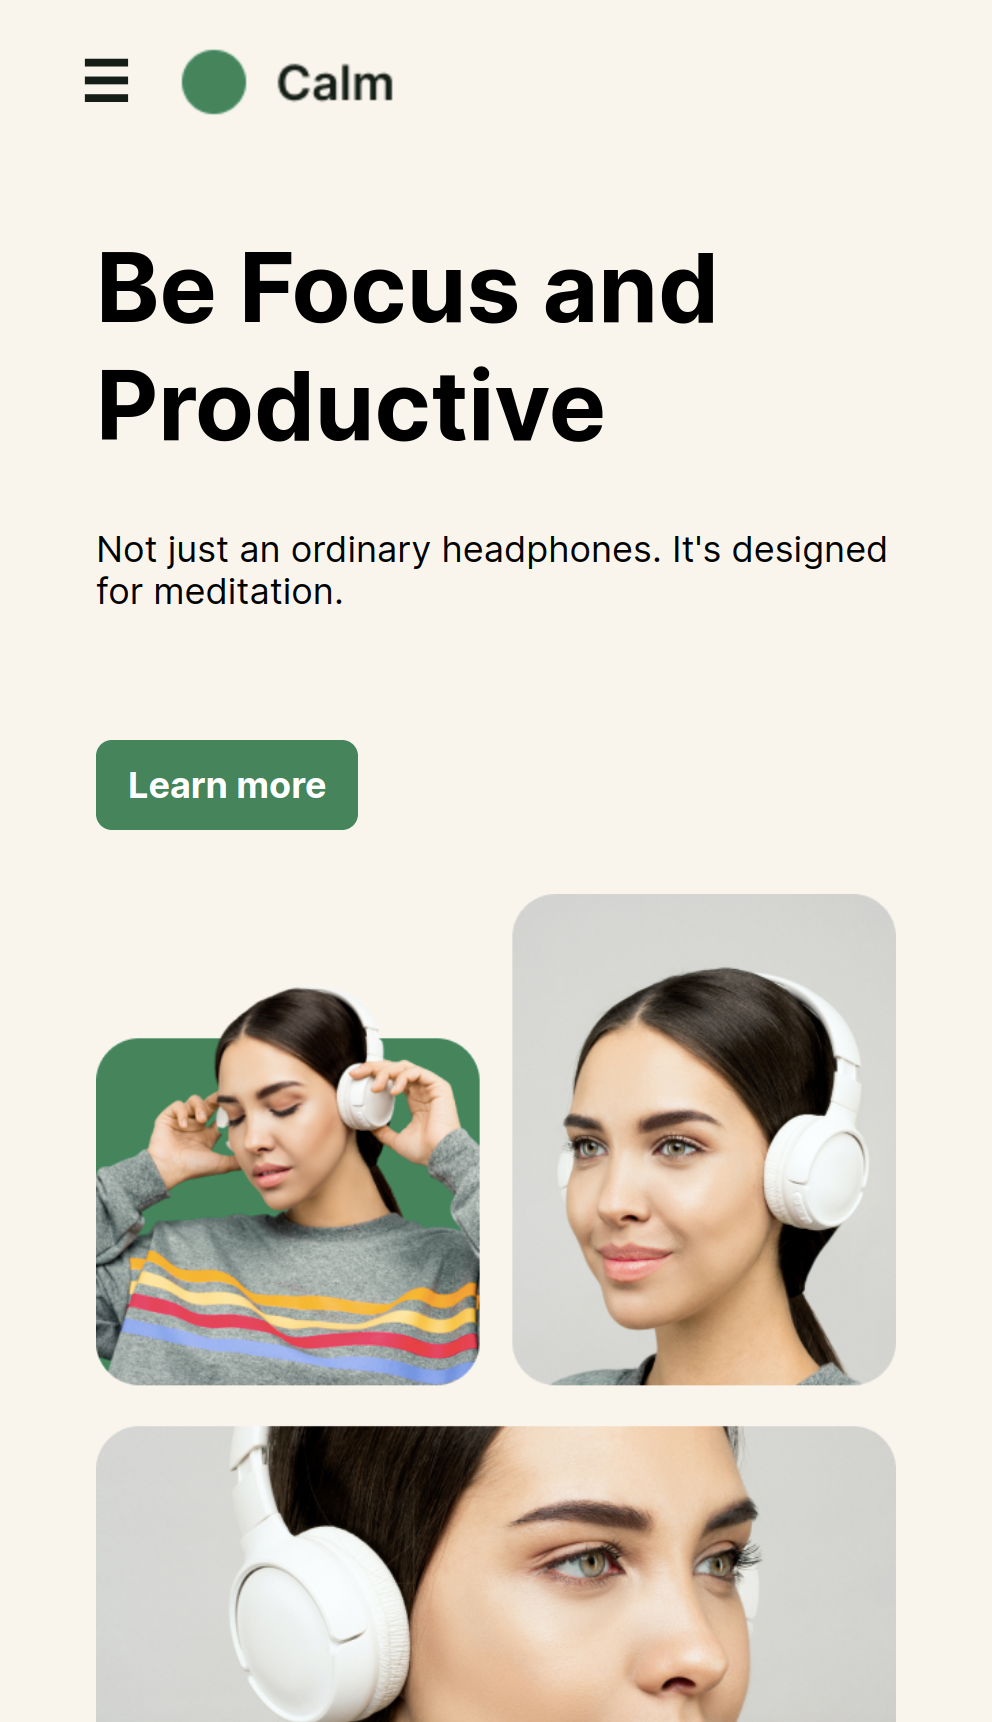 Calm
Be Focus and
Productive
Not just an ordinary headphones. It's designed
for meditation.
Learn more